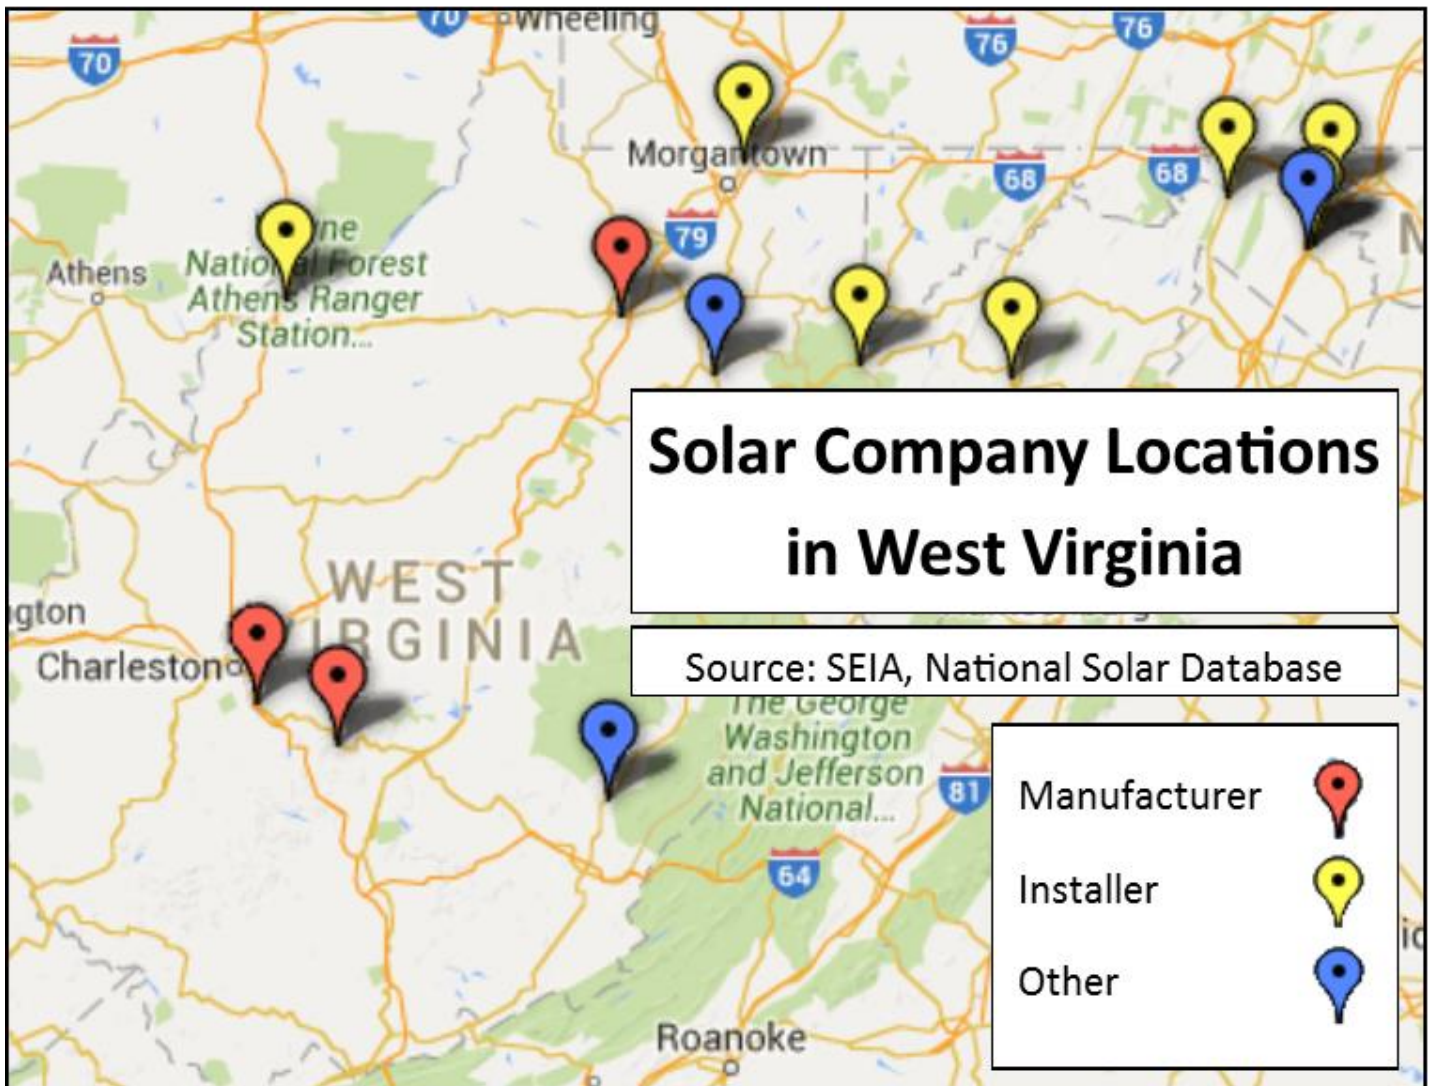 70
70
Wheeling
76
76
Morgantown
68
68
79
Athens
National Forest
Athens Ranger
Station...
Solar Company Locations
in West Virginia
WEST
VIRGINIA
Charleston
Source: SEIA, National Solar Database
The George
Washington
and Jefferson
National...
81
64
Manufacturer
Installer
Other
Roanoke